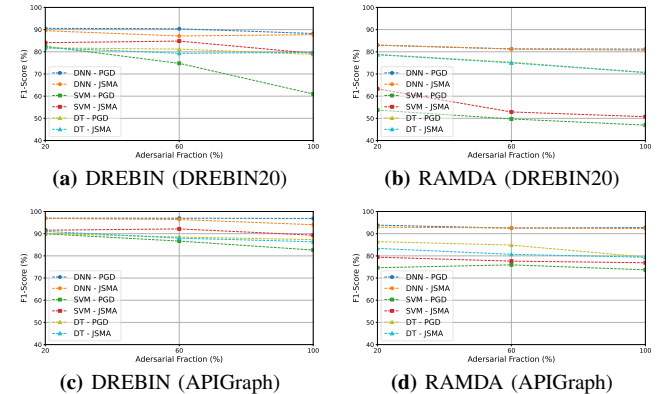 100
90
80
70
60
50
40
F1-Score (%)
DNN - PGD
DNN - JSMA
SVM - PGD
SVM - JSMA
DT - PGD
DT - JSMA
20
60
100
Adersarial Fraction (%)
(a) DREBIN (DREBIN20)
100
90
80
70
60
50
40
F1-Score (%)
DNN - PGD
DNN - JSMA
SVM - PGD
SVM - JSMA
DT - PGD
DT - JSMA
20
60
100
Adersarial Fraction (%)
(b) RAMDA (DREBIN20)
100
90
80
70
60
50
40
F1-Score (%)
DNN - PGD
DNN - JSMA
SVM - PGD
SVM - JSMA
DT - PGD
DT - JSMA
20
60
100
Adersarial Fraction (%)
(c) DREBIN (APIGraph)
100
90
80
70
60
50
40
F1-Score (%)
DNN - PGD
DNN - JSMA
SVM - PGD
SVM - JSMA
DT - PGD
DT - JSMA
20
60
100
Adersarial Fraction (%)
(d) RAMDA (APIGraph)